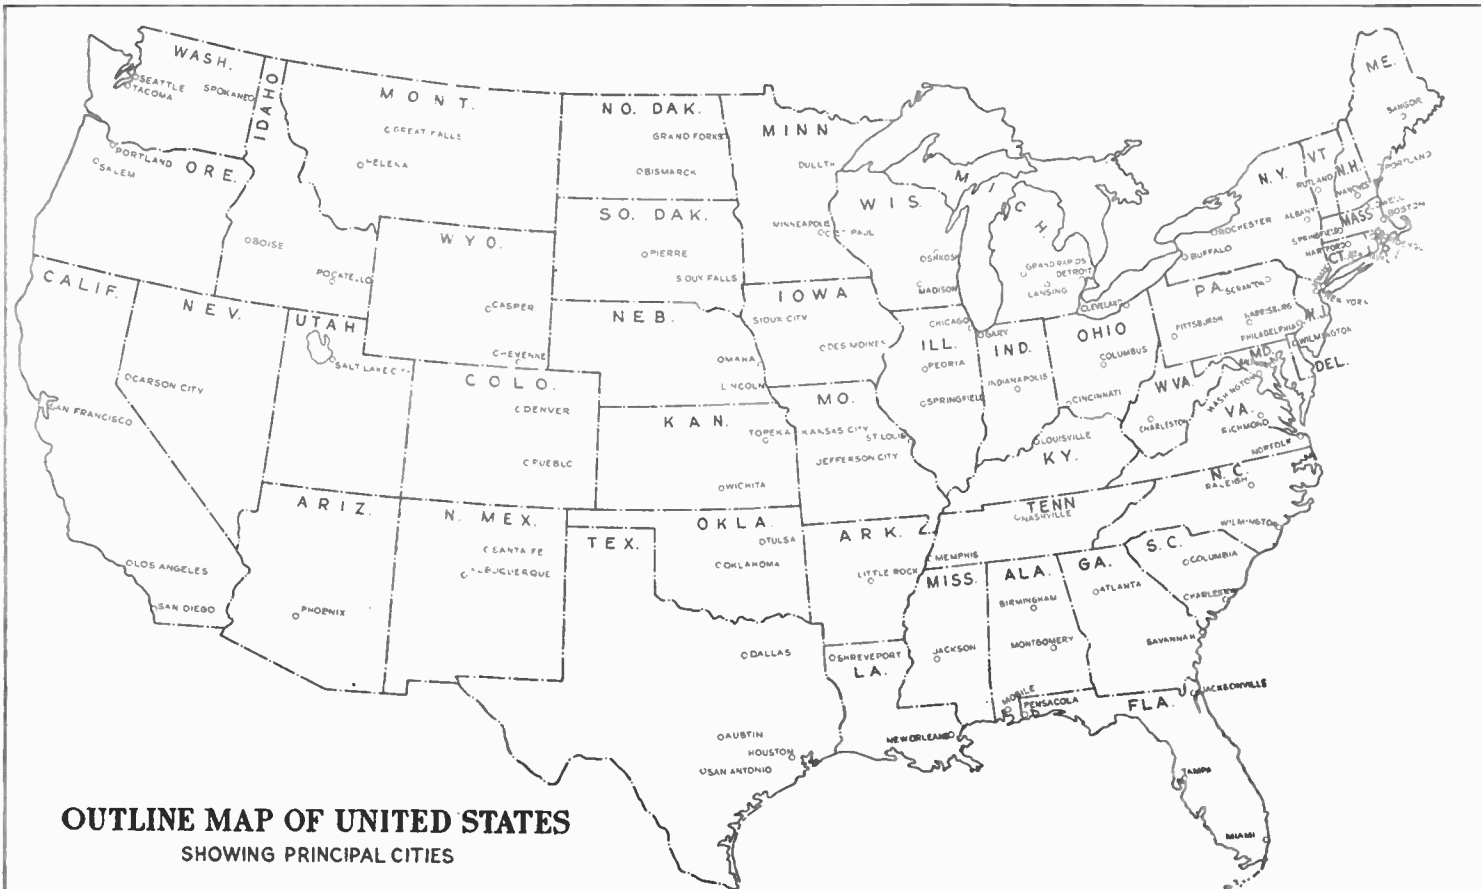 WASH.
SEATTLE
TACOMA
SPOKANE
IDAHO
MONT.
GREAT FALLS
HELENA
NO. DAK.
GRAND FORKS
BISMARCK
MINN
DULUTH
MINNEAPOLIS
ST PAUL
PORTLAND
SALEM
ORE.
BOISE
POCATELLO
WYO.
CASPER
CHEYENNE
SO. DAK.
PIERRE
SIOUX FALLS
WIS.
OSHKOSH
MADISON
MICH.
GRAND RAPIDS
DETROIT
LANSING
ME.
BANGOR
PORTLAND
VT
RUTLAND
N.H.
N.Y.
ROCHESTER
ALBANY
BUFFALO
MASS
LOWELL
BOSTON
SPRINGFIELD
HARTFORD
CT.
NEW YORK
CALIF.
SAN FRANCISCO
LOS ANGELES
SAN DIEGO
NEV.
CARSON CITY
UTAH
SALT LAKE CT.
COLO.
DENVER
PUEBLO
NEB.
OMAHA
LINCOLN
IOWA
SIOUX CITY
DES MOINES
ILL.
CHICAGO
PEORIA
SPRINGFIELD
IND.
GARY
INDIANAPOLIS
OHIO
CLEVELAND
COLUMBUS
CINCINNATI
PA.
SCRANTON
PITTSBURGH
HARRISBURG
PHILADELPHIA
N.J.
WILMINGTON
MD.
DEL.
WASHINGTON
W VA.
CHARLESTON
VA.
RICHMOND
NORFOLK
KAN.
TOPEKA
WICHITA
MO.
KANSAS CITY
ST LOUIS
JEFFERSON CITY
LOUISVILLE
KY.
ARIZ.
PHOENIX
N. MEX.
SANTA FE
ALBUQUERQUE
TEX.
DALLAS
AUSTIN
HOUSTON
SAN ANTONIO
OKLA.
TULSA
OKLAHOMA
ARK.
LITTLE ROCK
TENN
NASHVILLE
MEMPHIS
N.C.
RALEIGH
WILMINGTON
S.C.
COLUMBIA
CHARLESTON
MISS.
JACKSON
ALA.
BIRMINGHAM
MONTGOMERY
MOBILE
GA.
ATLANTA
SAVANNAH
SHREVEPORT
LA.
NEW ORLEANS
PENSACOLA
FLA.
JACKSONVILLE
TAMPA
MIAMI
OUTLINE MAP OF UNITED STATES
SHOWING PRINCIPAL CITIES